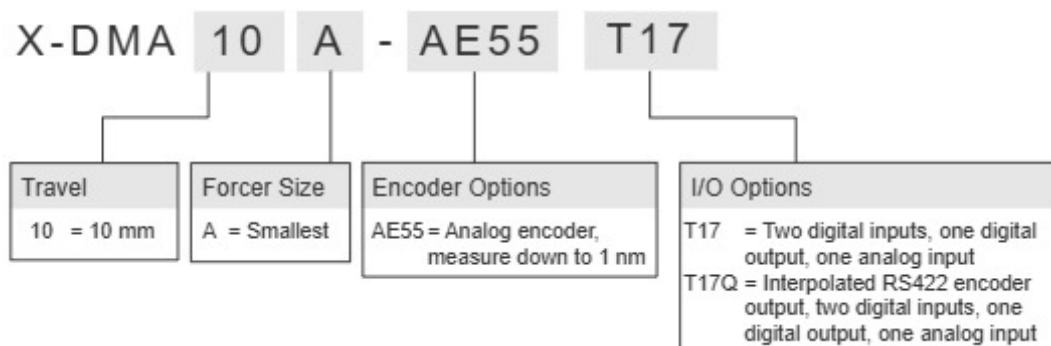 X-DMA 10 A - AE55 T17
Travel
10 = 10 mm
Forcer Size
A = Smallest
Encoder Options
AE55 = Analog encoder,
measure down to 1 nm
I/O Options
T17 = Two digital inputs, one digital
output, one analog input
T17Q = Interpolated RS422 encoder
output, two digital inputs, one
digital output, one analog input